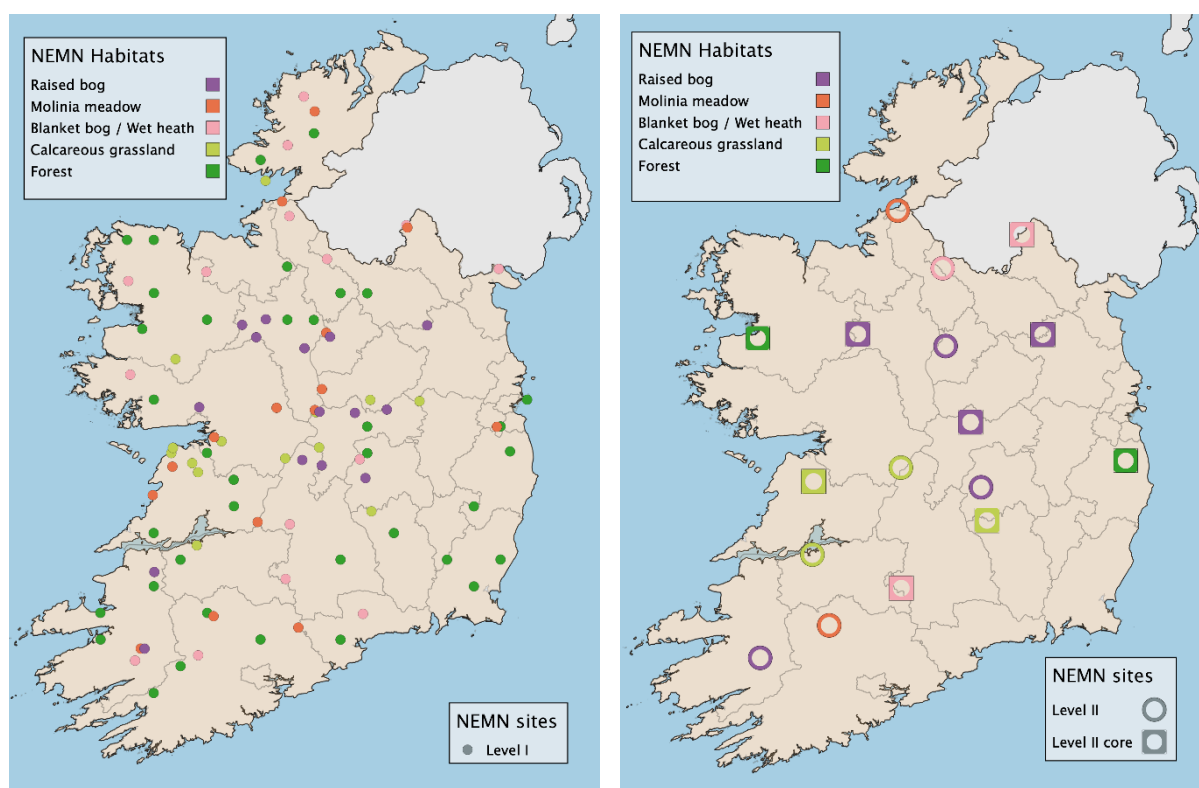 NEMN Habitats
Raised bog
Molinia meadow
Blanket bog / Wet heath
Calcareous grassland
Forest
NEMN sites
Level I
NEMN Habitats
Raised bog
Molinia meadow
Blanket bog / Wet heath
Calcareous grassland
Forest
NEMN sites
Level II
Level II core